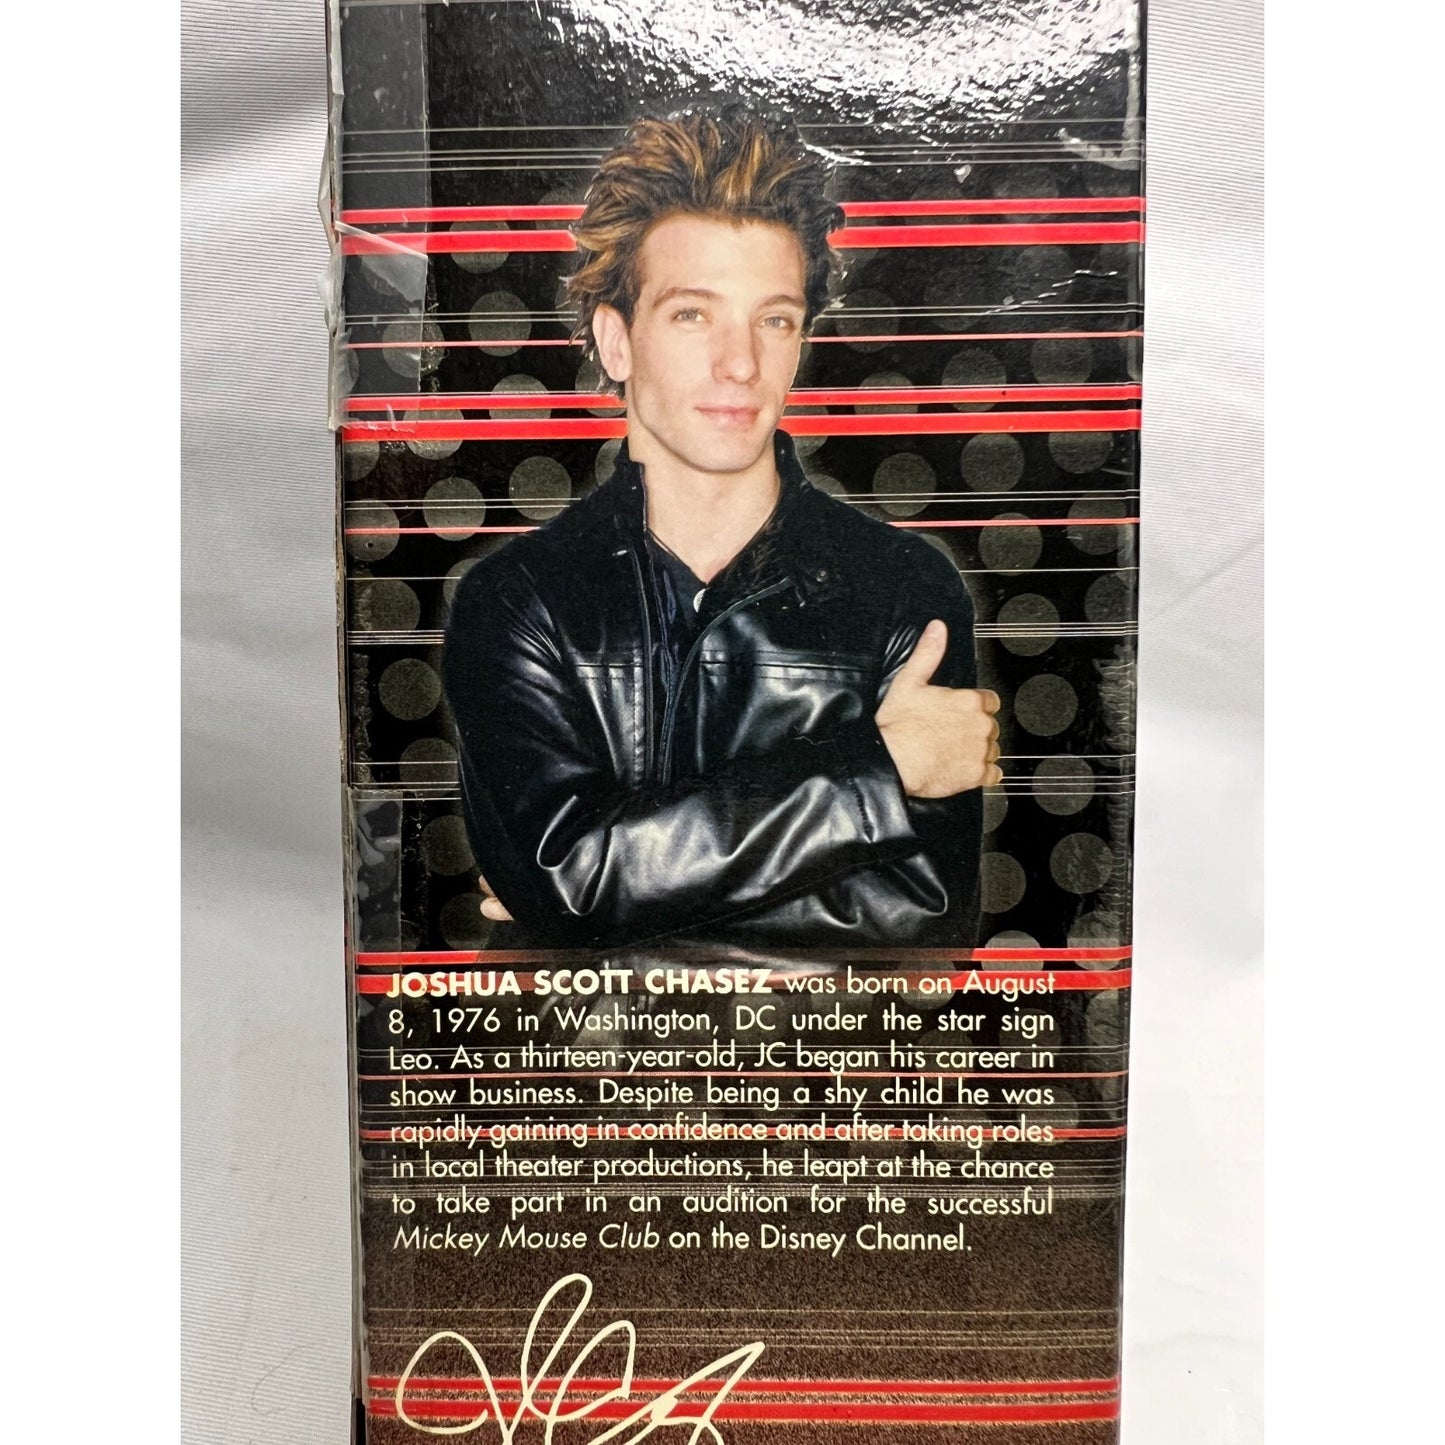 JOSHUA SCOTT CHASEZ was born on August
8, 1976 in Washington, DC under the star sign
Leo. As a thirteen-year-old, JC began his career in
show business. Despite being a shy child he was
rapidly gaining in confidence and after taking roles
in local theater productions, he leapt at the chance
to take part in an audition for the successful
Mickey Mouse Club on the Disney Channel.